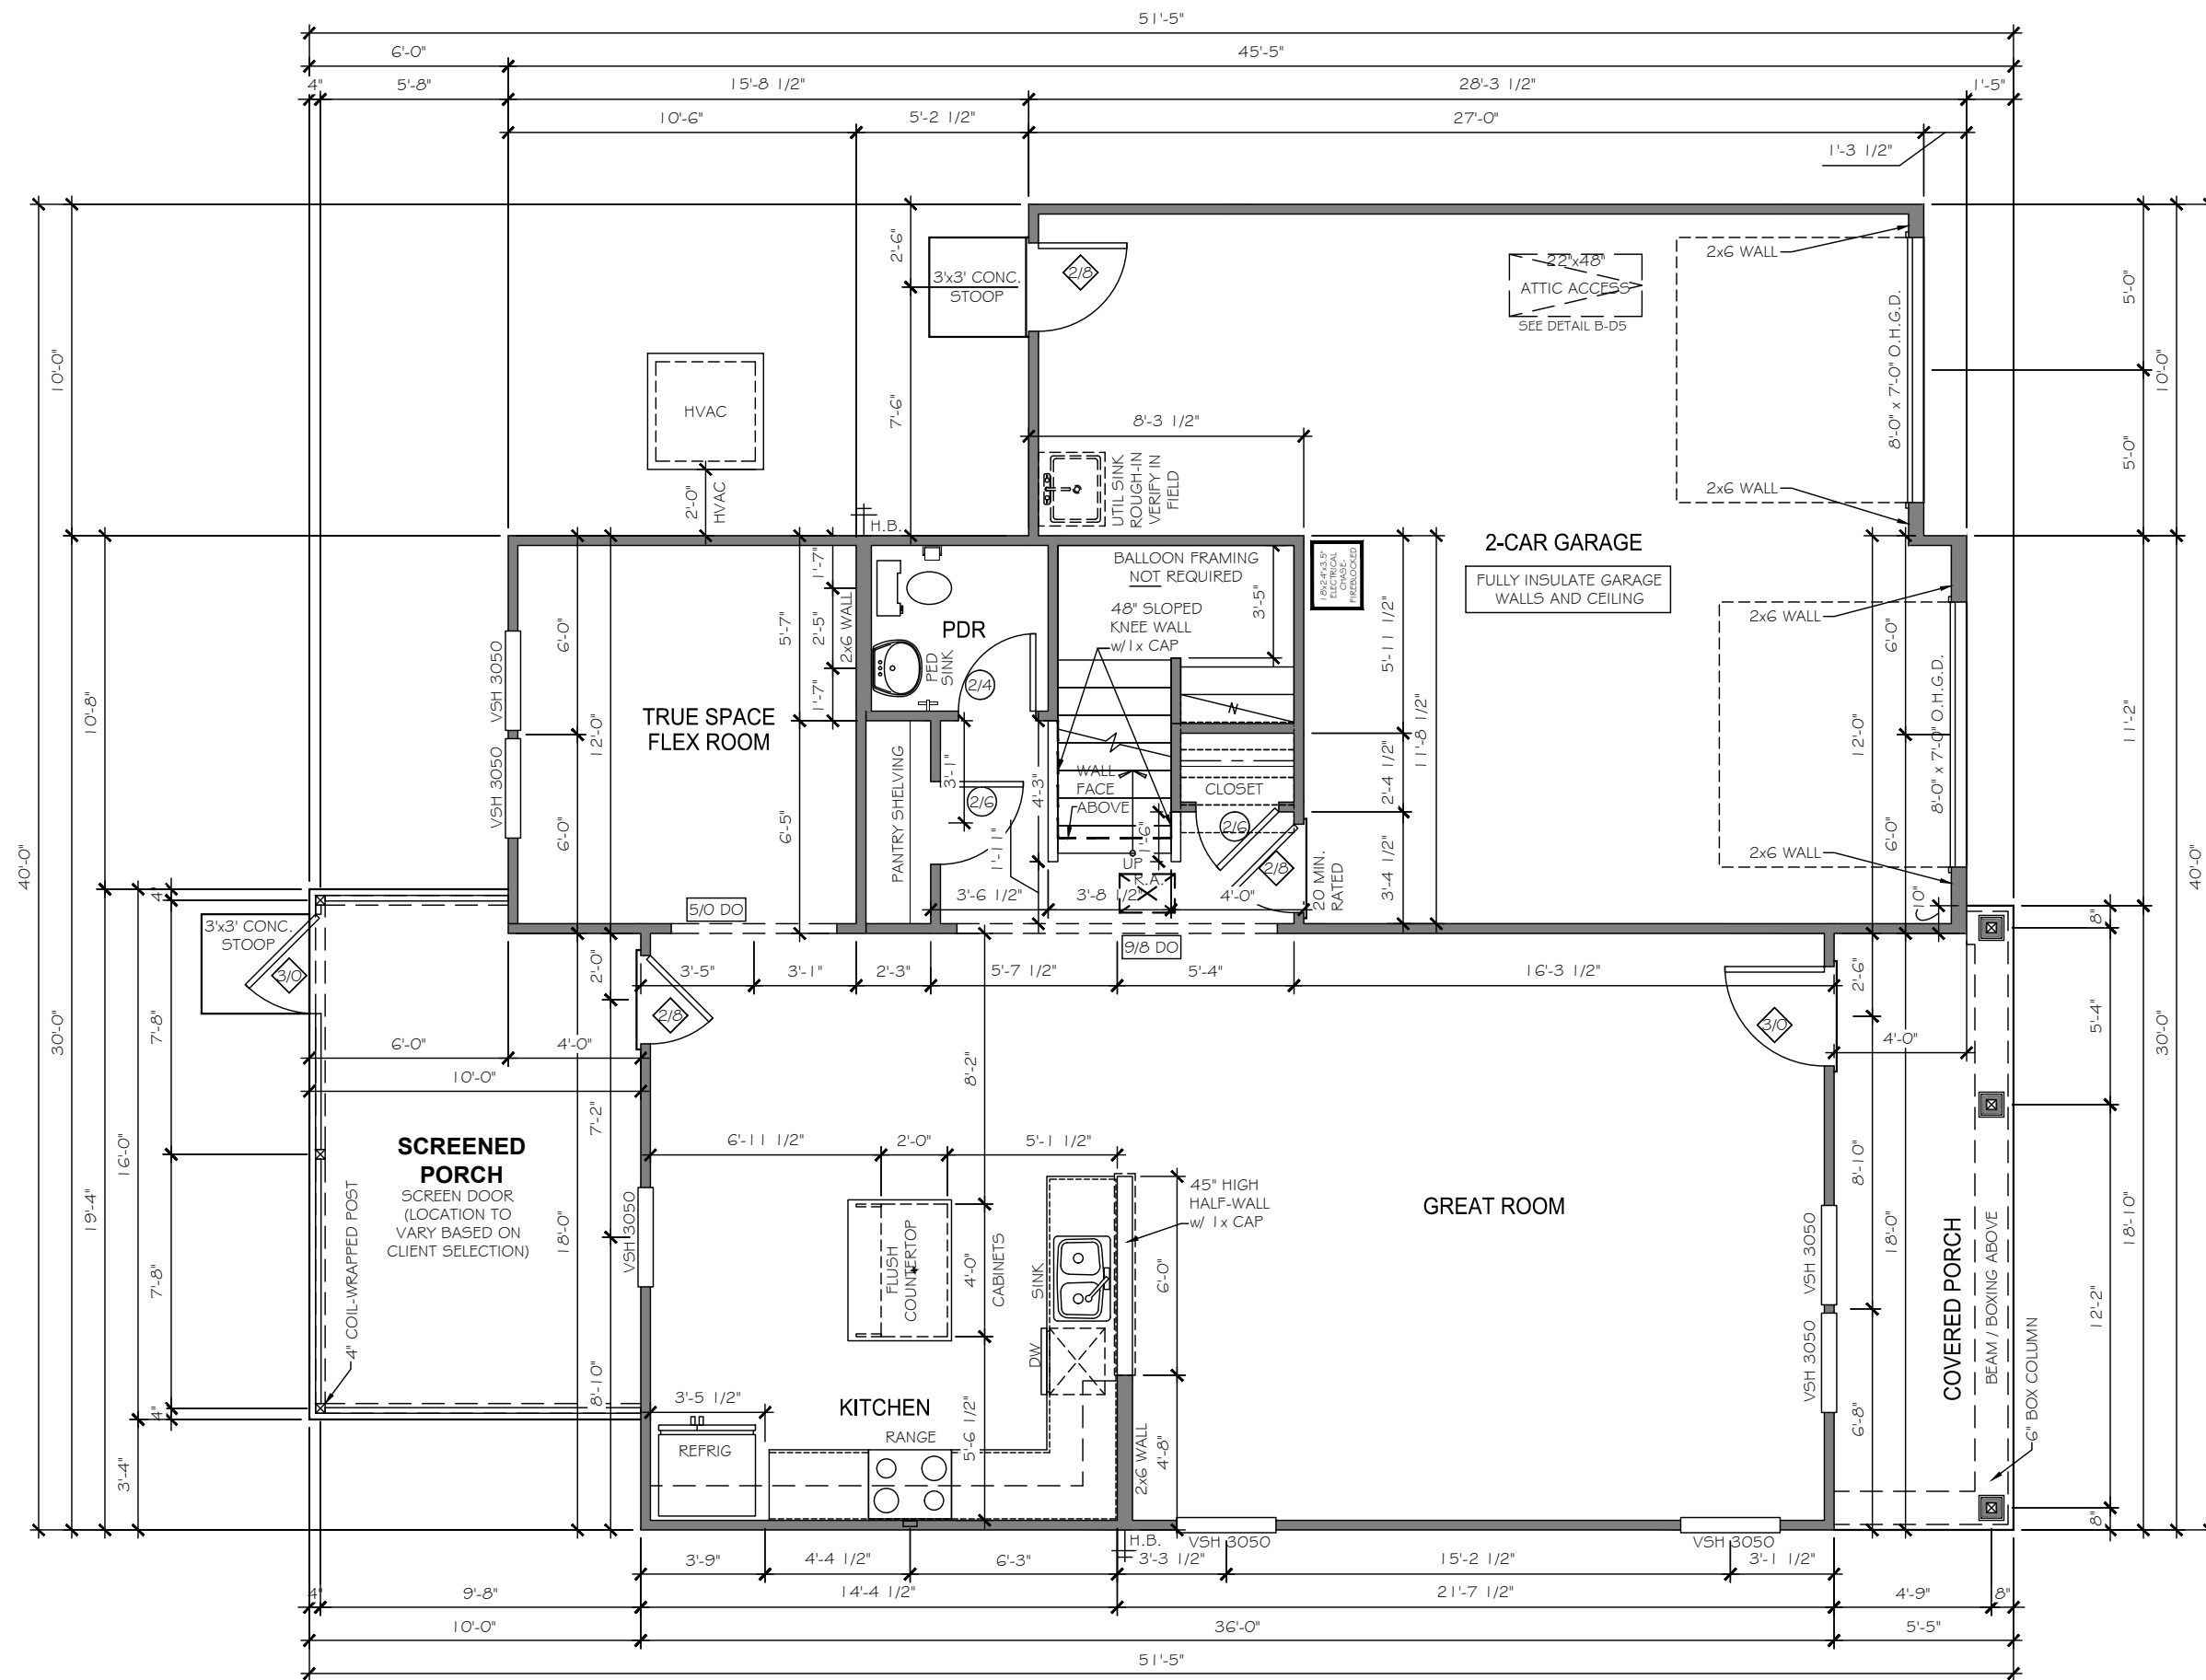 51'-5"
6'-0"
45'-5"
4"
5'-8"
15'-8 1/2"
28'-3 1/2"
1'-5"
10'-6"
5'-2 1/2"
27'-0"
1'-3 1/2"
2'-6"
3'x3' CONC.
STOOP
2/8
22"x48"
ATTIC ACCESS
SEE DETAIL B-D5
2x6 WALL
8'-0" x 7'-0" O.H.G.D.
5'-0"
10'-0"
10'-0"
5'-0"
HVAC
7'-6"
8'-3 1/2"
2'-0"
HVAC
UTIL SINK
ROUGH-IN
VERIFY IN
FIELD
2x6 WALL
H.B.
2-CAR GARAGE
FULLY INSULATE GARAGE
WALLS AND CEILING
18x24"x3.5"
ELECTRICAL
CHASE-
FIREBLOCKED
BALLOON FRAMING
NOT REQUIRED
48" SLOPED
KNEE WALL
w/1x CAP
3'-5"
1'-7"
2'-5"
1'-7"
2x6 WALL
5'-7"
6'-0"
12'-0"
PDR
PED
SINK
2/4
VSH 3050
VSH 3050
TRUE SPACE
FLEX ROOM
6'-0"
6'-5"
PANTRY SHELVING
3'-1"
2/6
1'-11"
4'-3"
WALL
FACE
ABOVE
1'-6"
UP
R.A.
CLOSET
2/6
2/8
20 MIN.
RATED
5'-11 1/2"
2'-4 1/2"
11'-8 1/2"
3'-4 1/2"
2x6 WALL
6'-0"
12'-0"
6'-0"
8'-0" x 7'-0" O.H.G.D.
2x6 WALL
10"
11'-2"
40'-0"
40'-0"
10'-8"
30'-0"
3'-6 1/2"
3'-8 1/2"
4'-0"
5/0 DO
9/8 DO
3'x3' CONC.
STOOP
3/0
4"
7'-8"
2'-0"
2/8
3'-5"
3'-1"
2'-3"
5'-7 1/2"
5'-4"
16'-3 1/2"
2'-6"
3/0
4'-0"
8"
5'-4"
30'-0"
6'-0"
4'-0"
10'-0"
7'-2"
8'-2"
16'-0"
19'-4"
SCREENED
PORCH
SCREEN DOOR
(LOCATION TO
VARY BASED ON
CLIENT SELECTION)
4" COIL-WRAPPED POST
7'-8"
4"
3'-4"
18'-0"
8'-10"
VSH 3050
6'-11 1/2"
2'-0"
5'-1 1/2"
FLUSH
COUNTERTOP
4'-0"
CABINETS
SINK
DW
45" HIGH
HALF-WALL
w/ 1x CAP
6'-0"
GREAT ROOM
VSH 3050
VSH 3050
8'-10"
18'-0"
6'-8"
COVERED PORCH
BEAM / BOXING ABOVE
6" BOX COLUMN
12'-2"
18'-10"
8"
3'-5 1/2"
KITCHEN
RANGE
REFRIG
5'-6 1/2"
2x6 WALL
4'-8"
H.B.
VSH 3050
VSH 3050
3'-9"
4'-4 1/2"
6'-3"
3'-3 1/2"
15'-2 1/2"
3'-1 1/2"
4"
9'-8"
14'-4 1/2"
21'-7 1/2"
4'-9"
8"
10'-0"
36'-0"
5'-5"
51'-5"